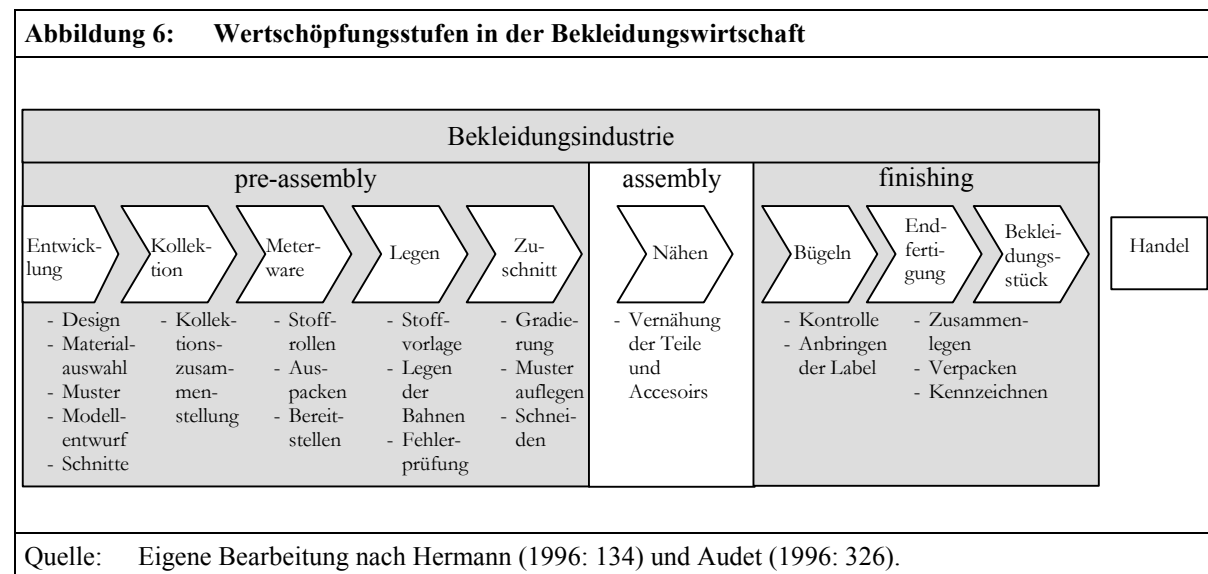 Abbildung 6: Wertschöpfungsstufen in der Bekleidungswirtschaft
Bekleidungsindustrie
pre-assembly
assembly
finishing
Entwick-
lung
Kollek-
tion
Meter-
ware
Legen
Zu-
schnitt
Nähen
Bügeln
End-
ferti-
gung
Beklei-
dungs-
stück
Handel
- Design
- Material-
auswahl
- Muster
- Modell-
entwurf
- Schnitte
- Kollek-
tions-
zusam-
men-
stellung
- Stoff-
rollen
- Aus-
packen
- Bereit-
stellen
- Stoff-
vorlage
- Legen
der
Bahnen
- Fehler-
prüfung
- Gradie-
rung
- Muster
auflegen
- Schnei-
den
- Vernähung
der Teile
und
Accesoirs
- Kontrolle
- Anbringen
der Label
- Zusammen-
legen
- Verpacken
- Kennzeichnen
Quelle: Eigene Bearbeitung nach Hermann (1996: 134) und Audet (1996: 326).